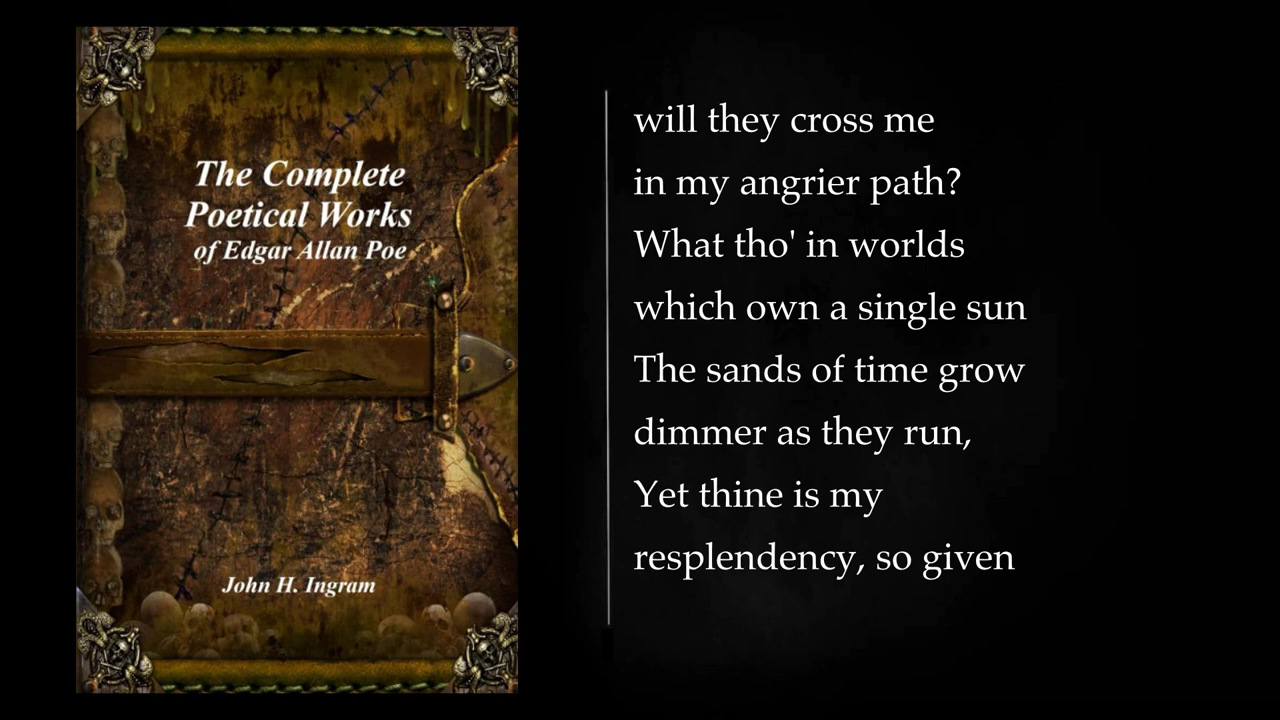 The Complete
Poetical Works
of Edgar Allan Poe
John H. Ingram
will they cross me
in my angrier path?
What tho' in worlds
which own a single sun
The sands of time grow
dimmer as they run,
Yet thine is my
resplendency, so given